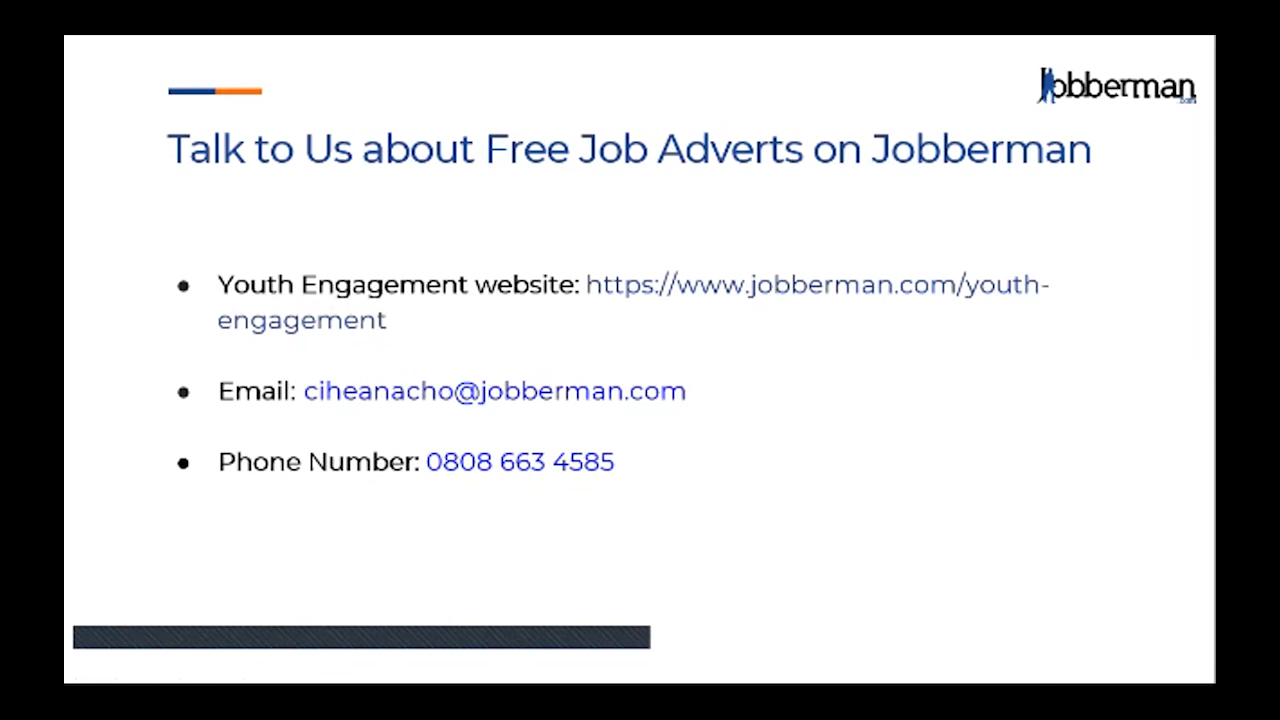 Jobberman
.com
Talk to Us about Free Job Adverts on Jobberman
● Youth Engagement website: https://www.jobberman.com/youth-
engagement
● Email: ciheanacho@jobberman.com
● Phone Number: 0808 663 4585